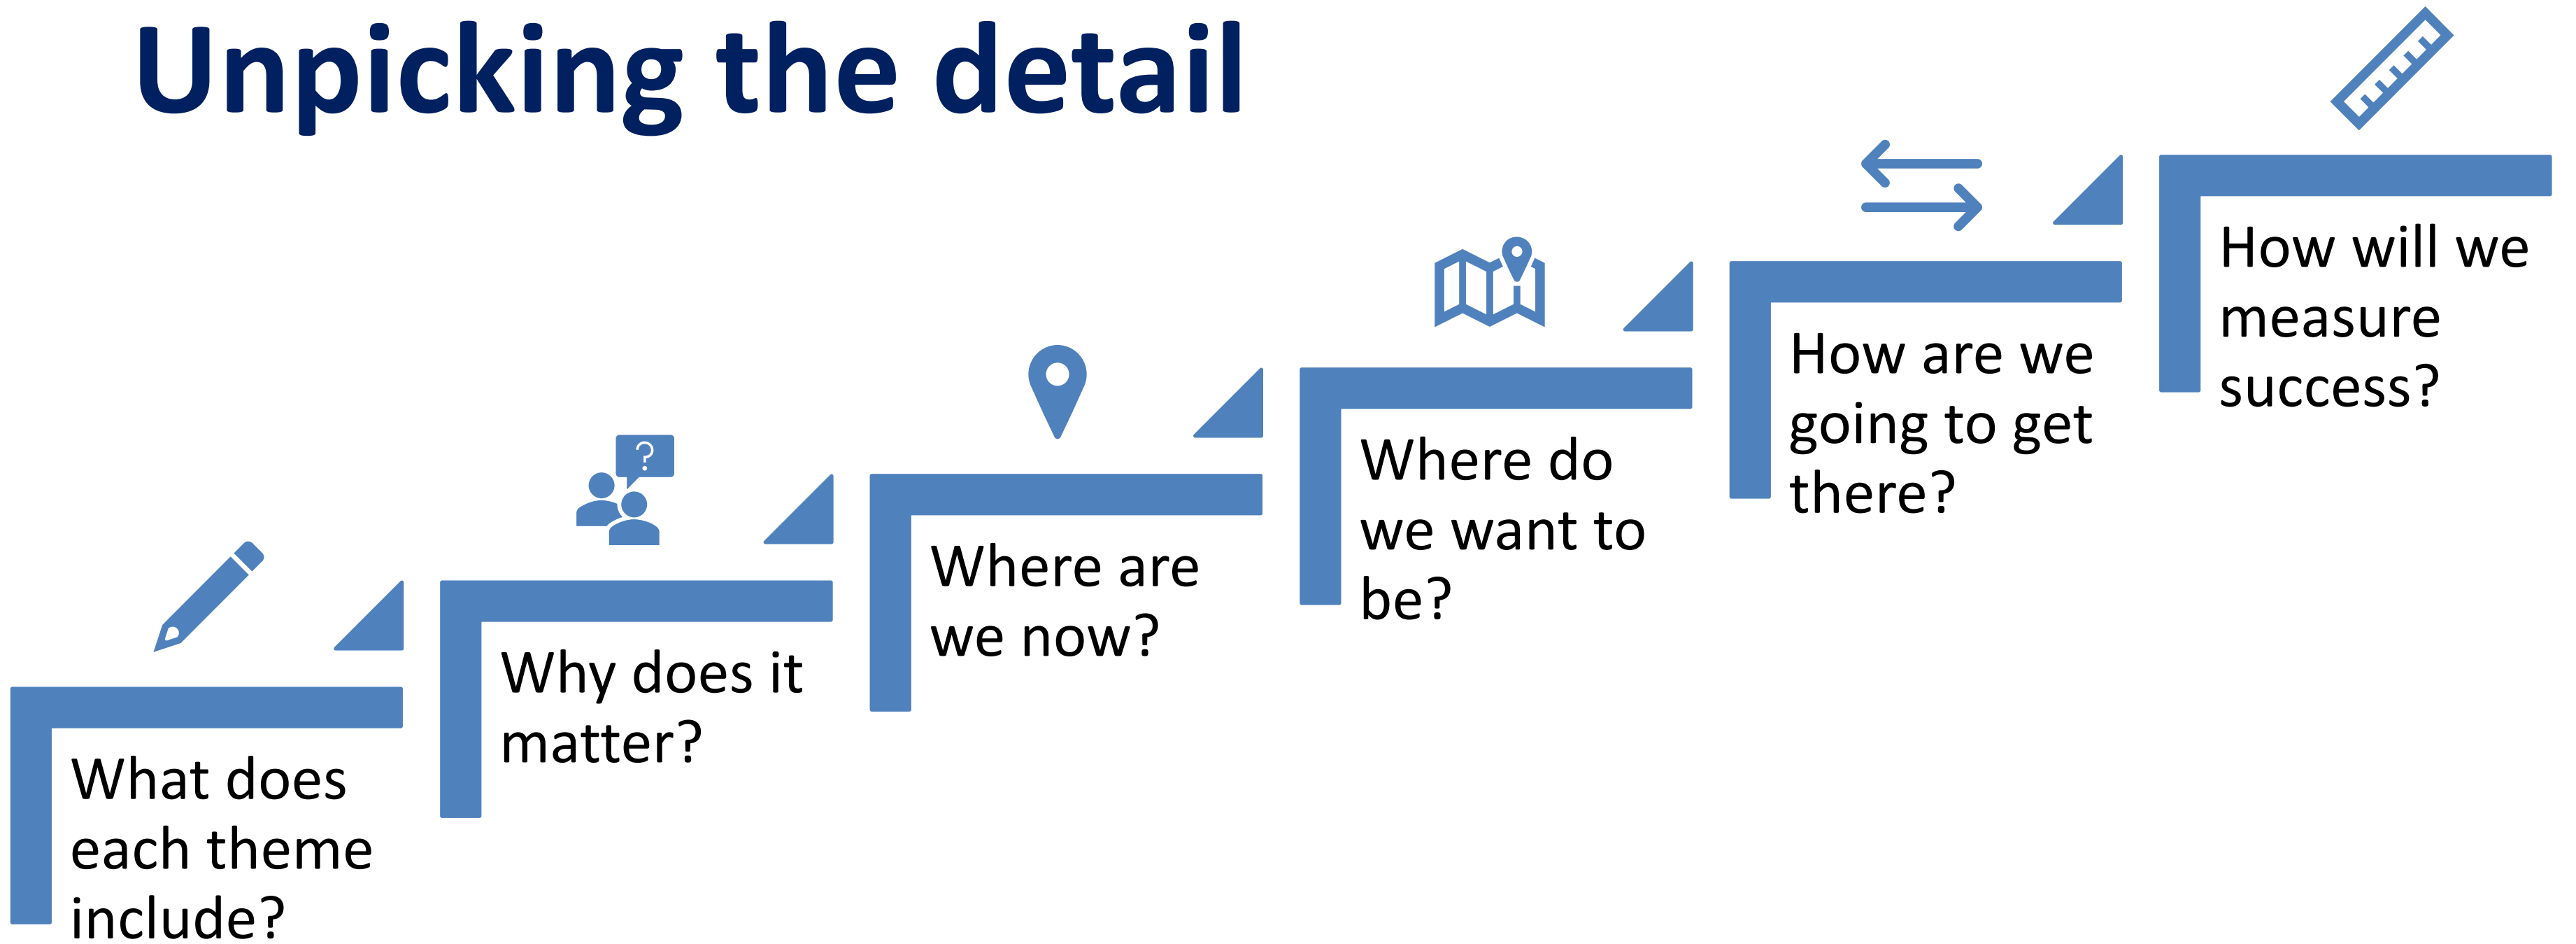 Unpicking the detail
What does
each theme
include?
?
Why does it
matter?
Where are
we now?
Where do
we want to
be?
How are we
going to get
there?
How will we
measure
success?